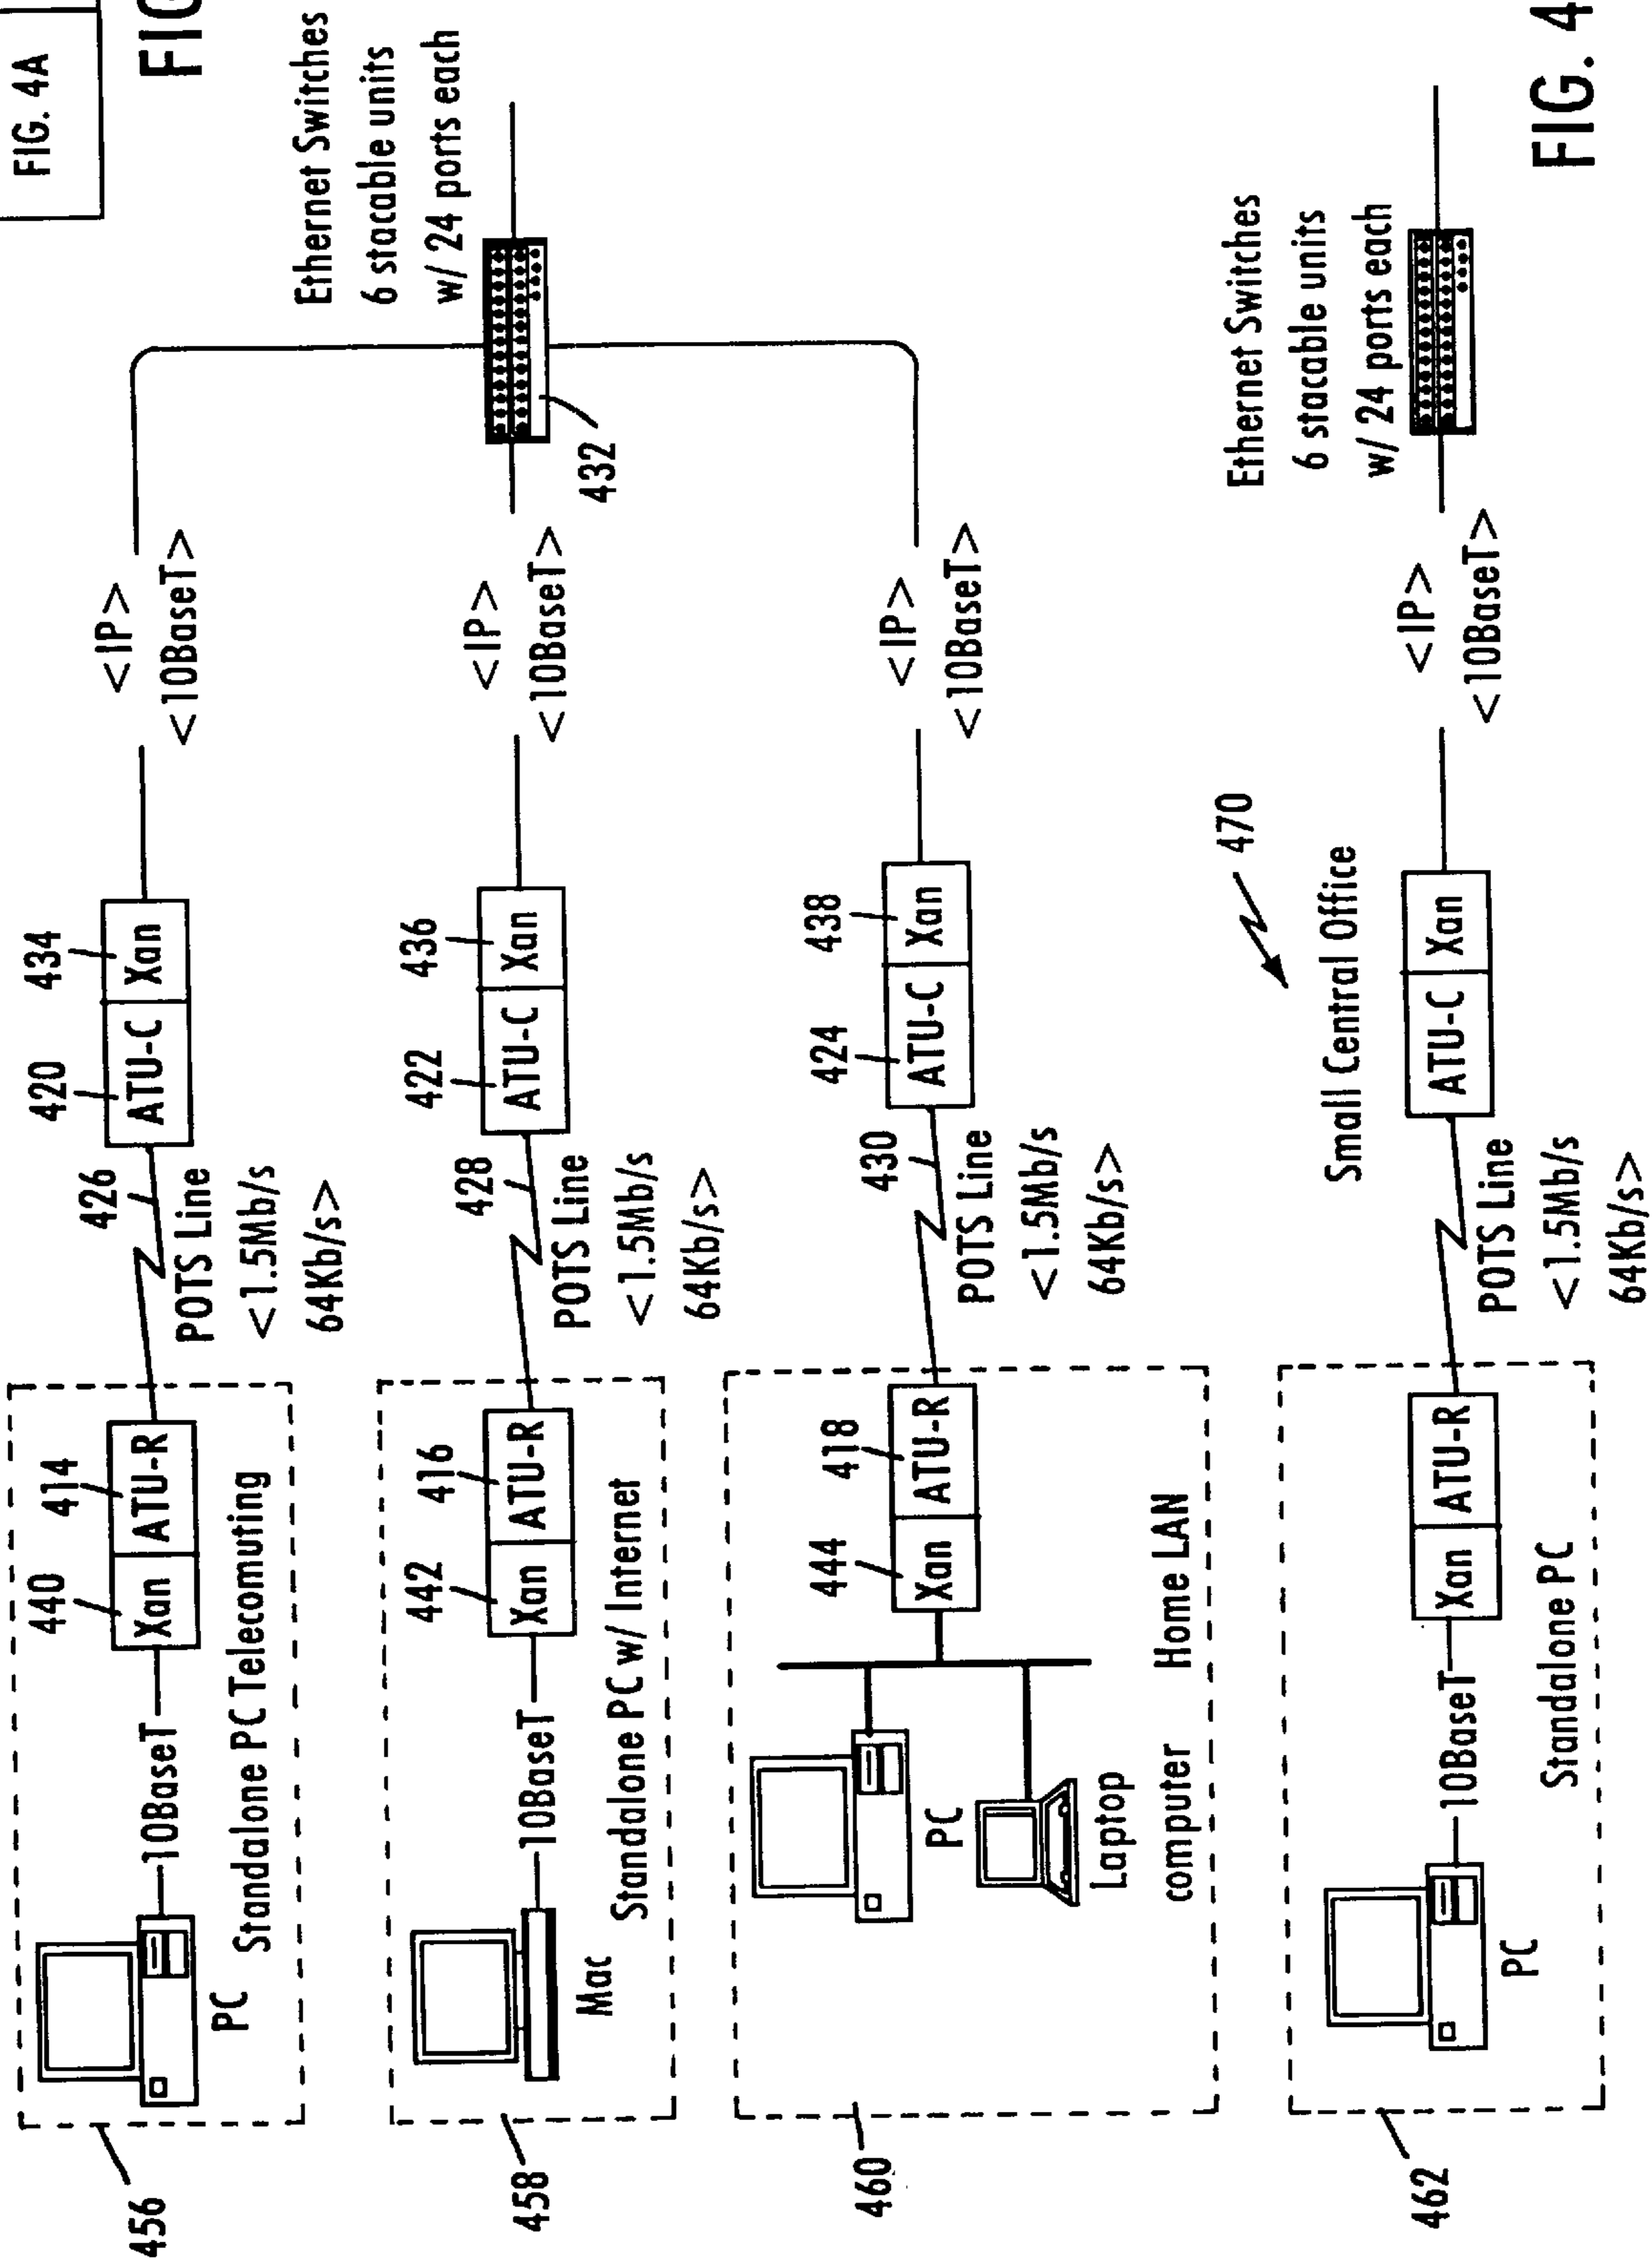 FIG. 4A
FIG
Ethernet Switches
6 stacable units
w/ 24 ports each
432
456
PC
10BaseT
440
414
Xan
ATU-R
Standalone PC Telecomuting
426
POTS Line
<1.5Mb/s
64Kb/s>
420
434
ATU-C
Xan
<IP>
<10BaseT>
458
Mac
10BaseT
442
416
Xan
ATU-R
Standalone PC w/ Internet
428
POTS Line
<1.5Mb/s
64Kb/s>
422
436
ATU-C
Xan
<IP>
<10BaseT>
460
PC
Laptop
computer
Home LAN
444
418
Xan
ATU-R
430
POTS Line
<1.5Mb/s
64Kb/s>
424
438
ATU-C
Xan
<IP>
<10BaseT>
470
Small Central Office
462
PC
10BaseT
Xan
ATU-R
Standalone PC
POTS Line
<1.5Mb/s
64Kb/s>
ATU-C
Xan
<IP>
<10BaseT>
Ethernet Switches
6 stacable units
w/ 24 ports each
FIG. 4